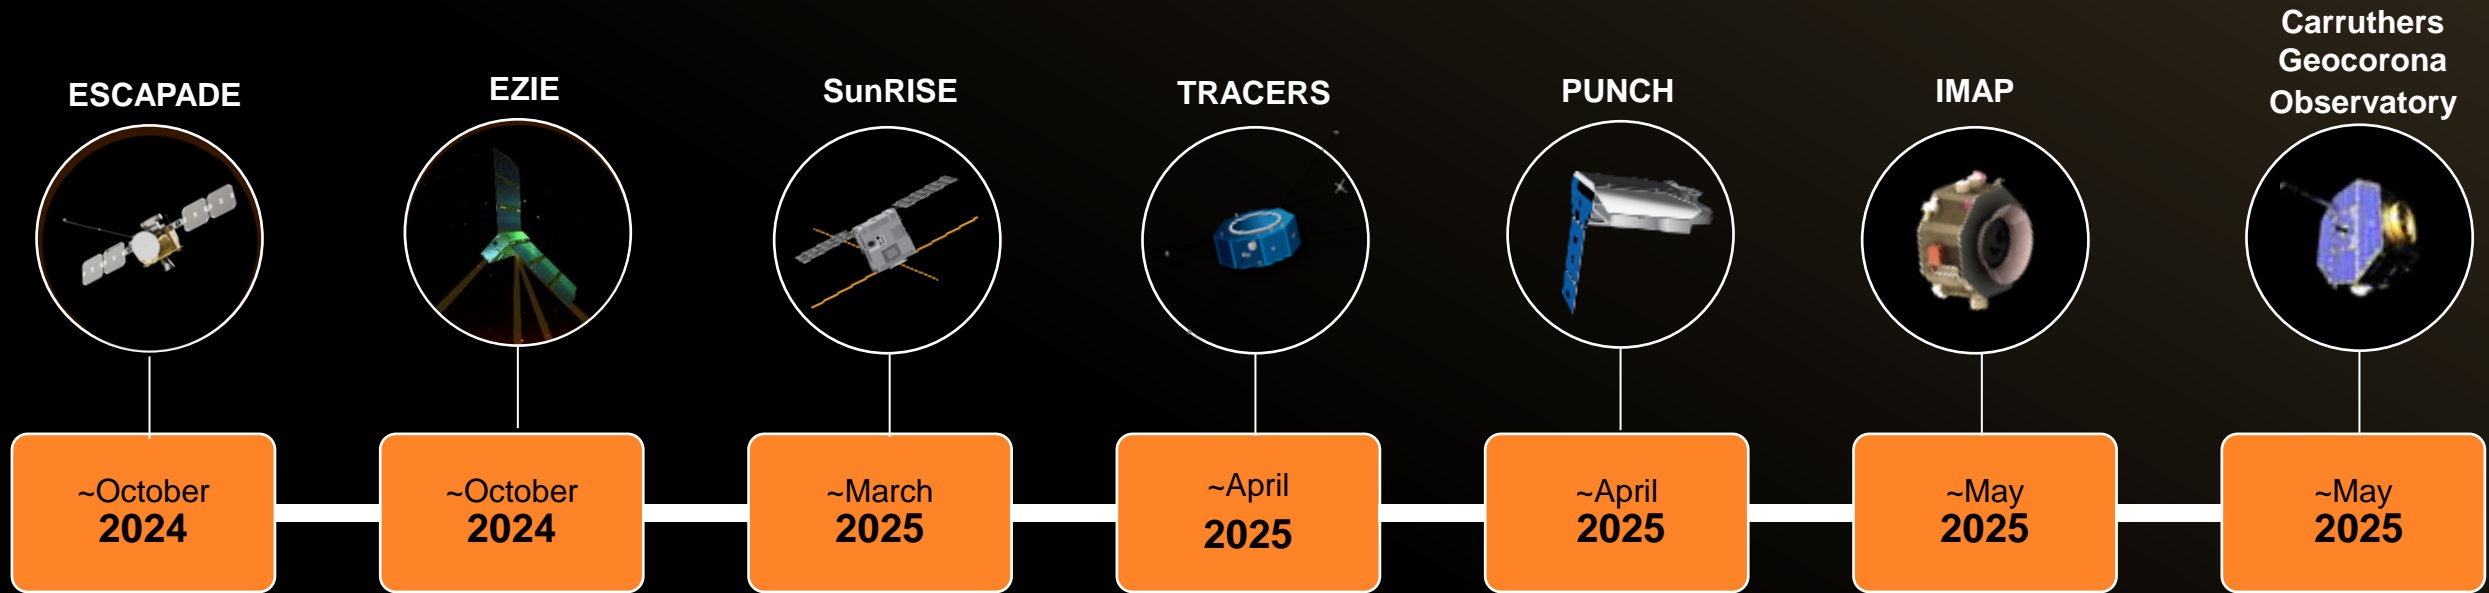 ESCAPADE
~October
2024
EZIE
~October
2024
SunRISE
~March
2025
TRACERS
~April
2025
PUNCH
~April
2025
IMAP
~May
2025
Carruthers
Geocorona
Observatory
~May
2025